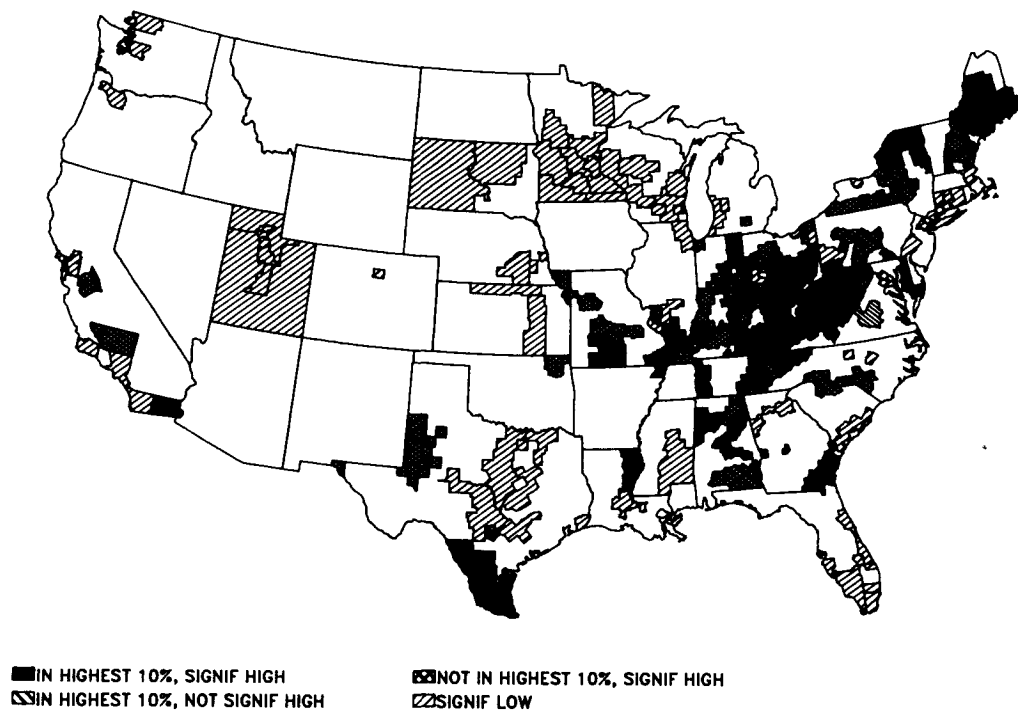 IN HIGHEST 10%, SIGNIF HIGH
NOT IN HIGHEST 10%, SIGNIF HIGH
IN HIGHEST 10%, NOT SIGNIF HIGH
SIGNIF LOW